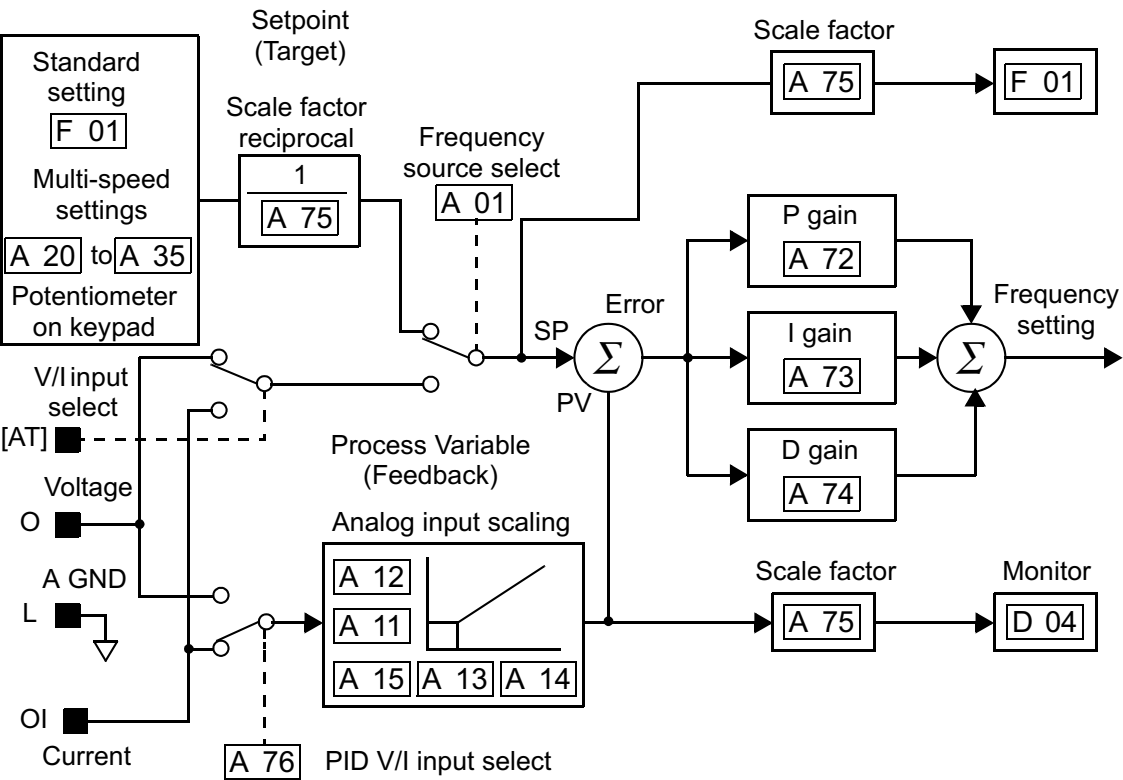 Setpoint
(Target)
Standard
setting
F 01
Multi-speed
settings
A 20 to A 35
Potentiometer
on keypad
Scale factor
reciprocal
1
A 75
Frequency
source select
A 01
Scale factor
A 75
F 01
P gain
A 72
I gain
A 73
D gain
A 74
Error
SP
Σ
PV
Σ
Frequency
setting
V/I input
select
[AT]
Voltage
O
A GND
L
OI
Current
Process Variable
(Feedback)
Analog input scaling
A 12
A 11
A 15 A 13 A 14
A 76 PID V/I input select
Scale factor
A 75
Monitor
D 04